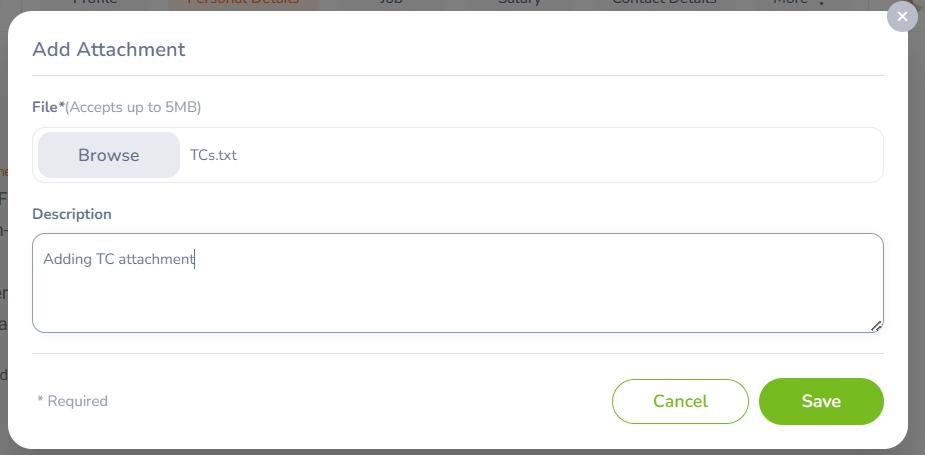 Profile Personal Details Job Salary Contact Details More
Add Attachment
File*(Accepts up to 5MB)
Browse TCs.txt
Description
Adding TC attachment
* Required
Cancel Save